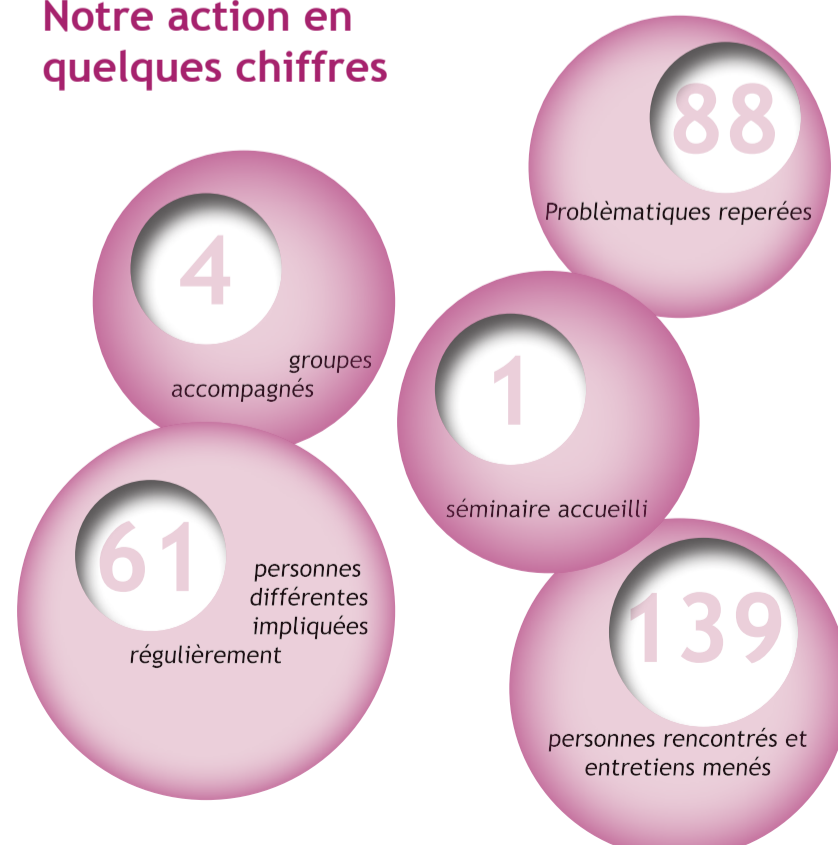 Notre action en
quelques chiffres
88
Problèmatiques reperées
4
groupes
accompagnés
1
séminaire accueilli
61
personnes
différentes
impliquées
régulièrement
139
personnes rencontrés et
entretiens menés